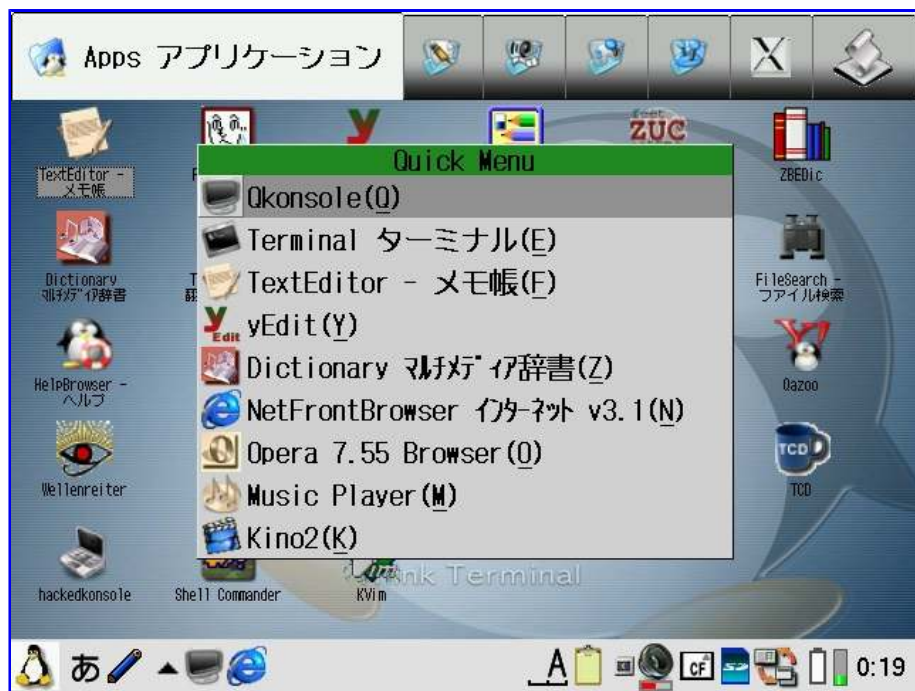 Apps アプリケーション
X
ZUC
TextEditor -
メモ帳
ZBEDic
Quick Menu
Qkonsole(Q)
Terminal ターミナル(E)
TextEditor - メモ帳(F)
yEdit(Y)
Dictionary マルチメディア辞書(Z)
NetFrontBrowser インターネット v3.1(N)
Opera 7.55 Browser(O)
Music Player(M)
Kino2(K)
Dictionary
マルチメディア辞書
FileSearch -
ファイル検索
HelpBrowser -
ヘルプ
Qazoo
Wellenreiter
TCD
TCD
hackedkonsole
Shell Commander
KVim
Terminal
あ
A
CF
0:19